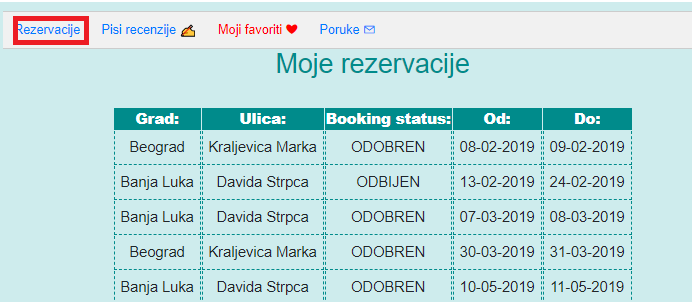 Rezervacije Pisi recenzije Moji favoriti Poruke
Moje rezervacije
Grad: Ulica: Booking status: Od: Do:
Beograd Kraljevica Marka ODOBREN 08-02-2019 09-02-2019
Banja Luka Davida Strpca ODBIJEN 13-02-2019 24-02-2019
Banja Luka Davida Strpca ODOBREN 07-03-2019 08-03-2019
Beograd Kraljevica Marka ODOBREN 30-03-2019 31-03-2019
Banja Luka Davida Strpca ODOBREN 10-05-2019 11-05-2019